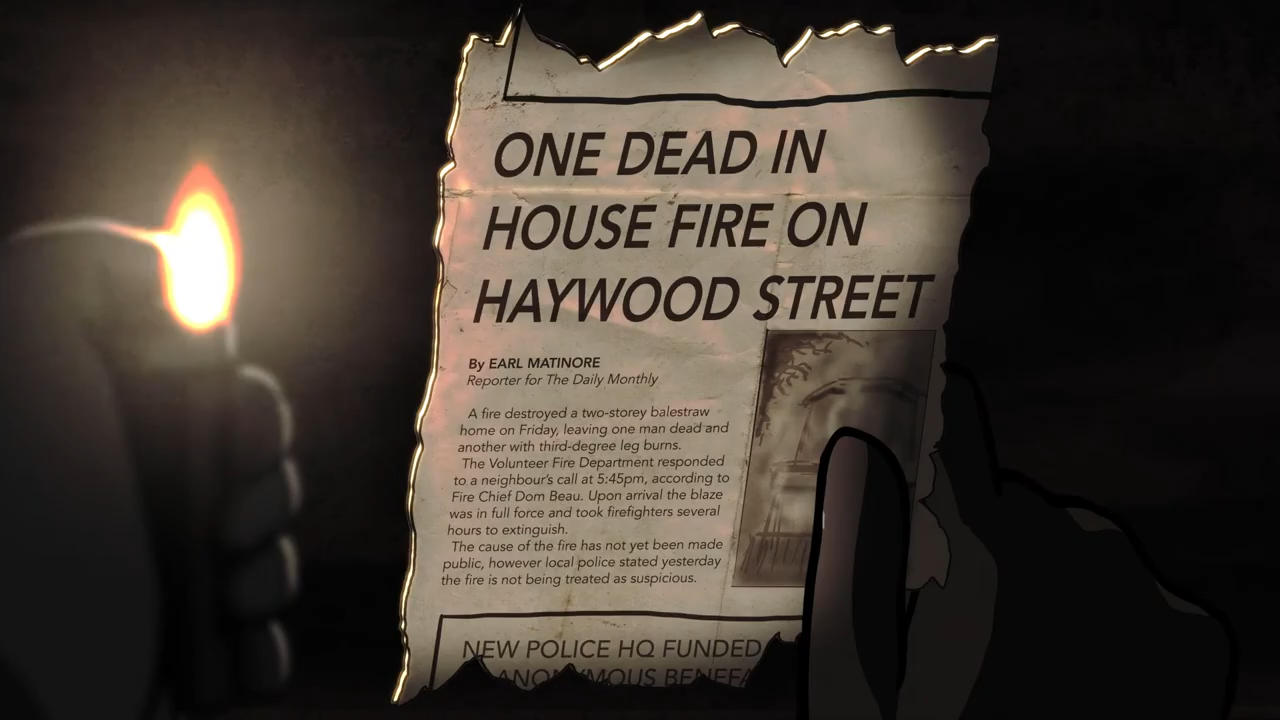 ONE DEAD IN
HOUSE FIRE ON
HAYWOOD STREET
By EARL MATINORE
Reporter for The Daily Monthly
A fire destroyed a two-storey balestraw
home on Friday, leaving one man dead and
another with third-degree leg burns.
The Volunteer Fire Department responded
to a neighbour's call at 5:45pm, according to
Fire Chief Dom Beau. Upon arrival the blaze
was in full force and took firefighters several
hours to extinguish.
The cause of the fire has not yet been made
public, however local police stated yesterday
the fire is not being treated as suspicious.
NEW POLICE HQ FUNDED
ANONYMOUS